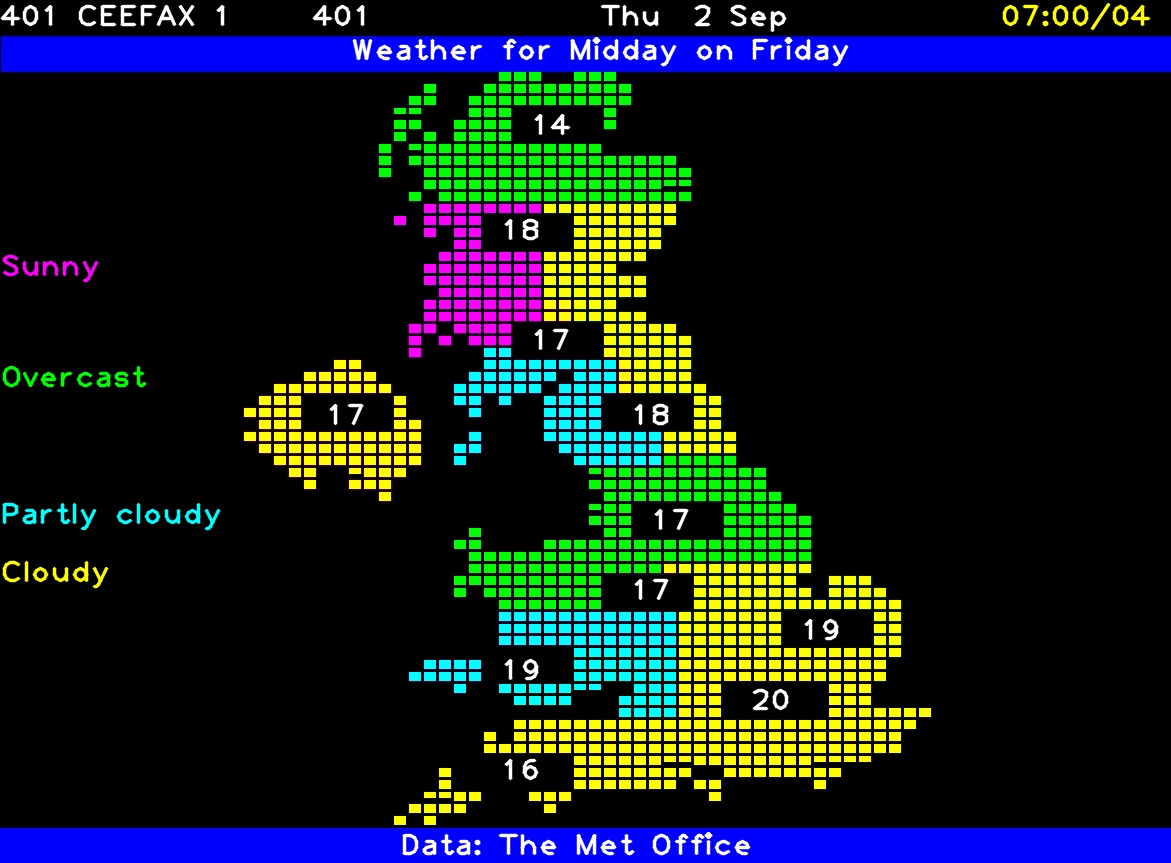 401 CEEFAX 1 401 Thu 2 Sep 07:00/04
Weather for Midday on Friday
14
18
Sunny
17
Overcast
17 18
Partly cloudy 17
Cloudy
17
19
19
20
16
Data: The Met Office